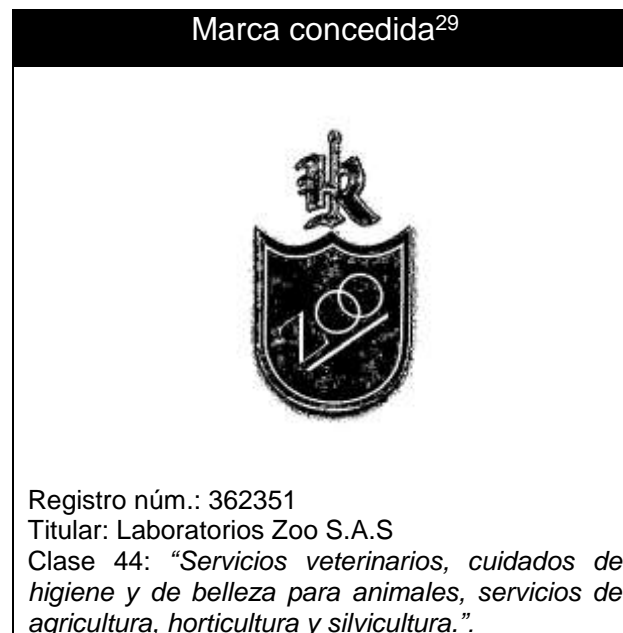 Marca concedida29
ZOO
Registro núm.: 362351
Titular: Laboratorios Zoo S.A.S
Clase 44: “Servicios veterinarios, cuidados de
higiene y de belleza para animales, servicios de
agricultura, horticultura y silvicultura.”.